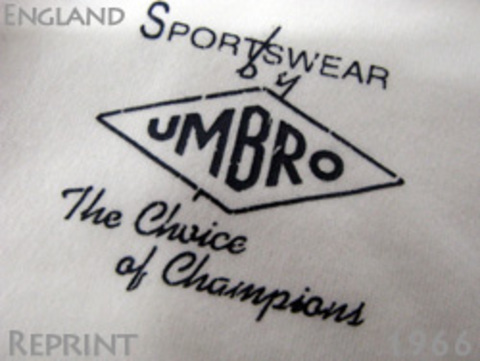 ENGLAND
SPORTSWEAR
by
UMBRO
The Choice
of Champions
REPRINT
1966